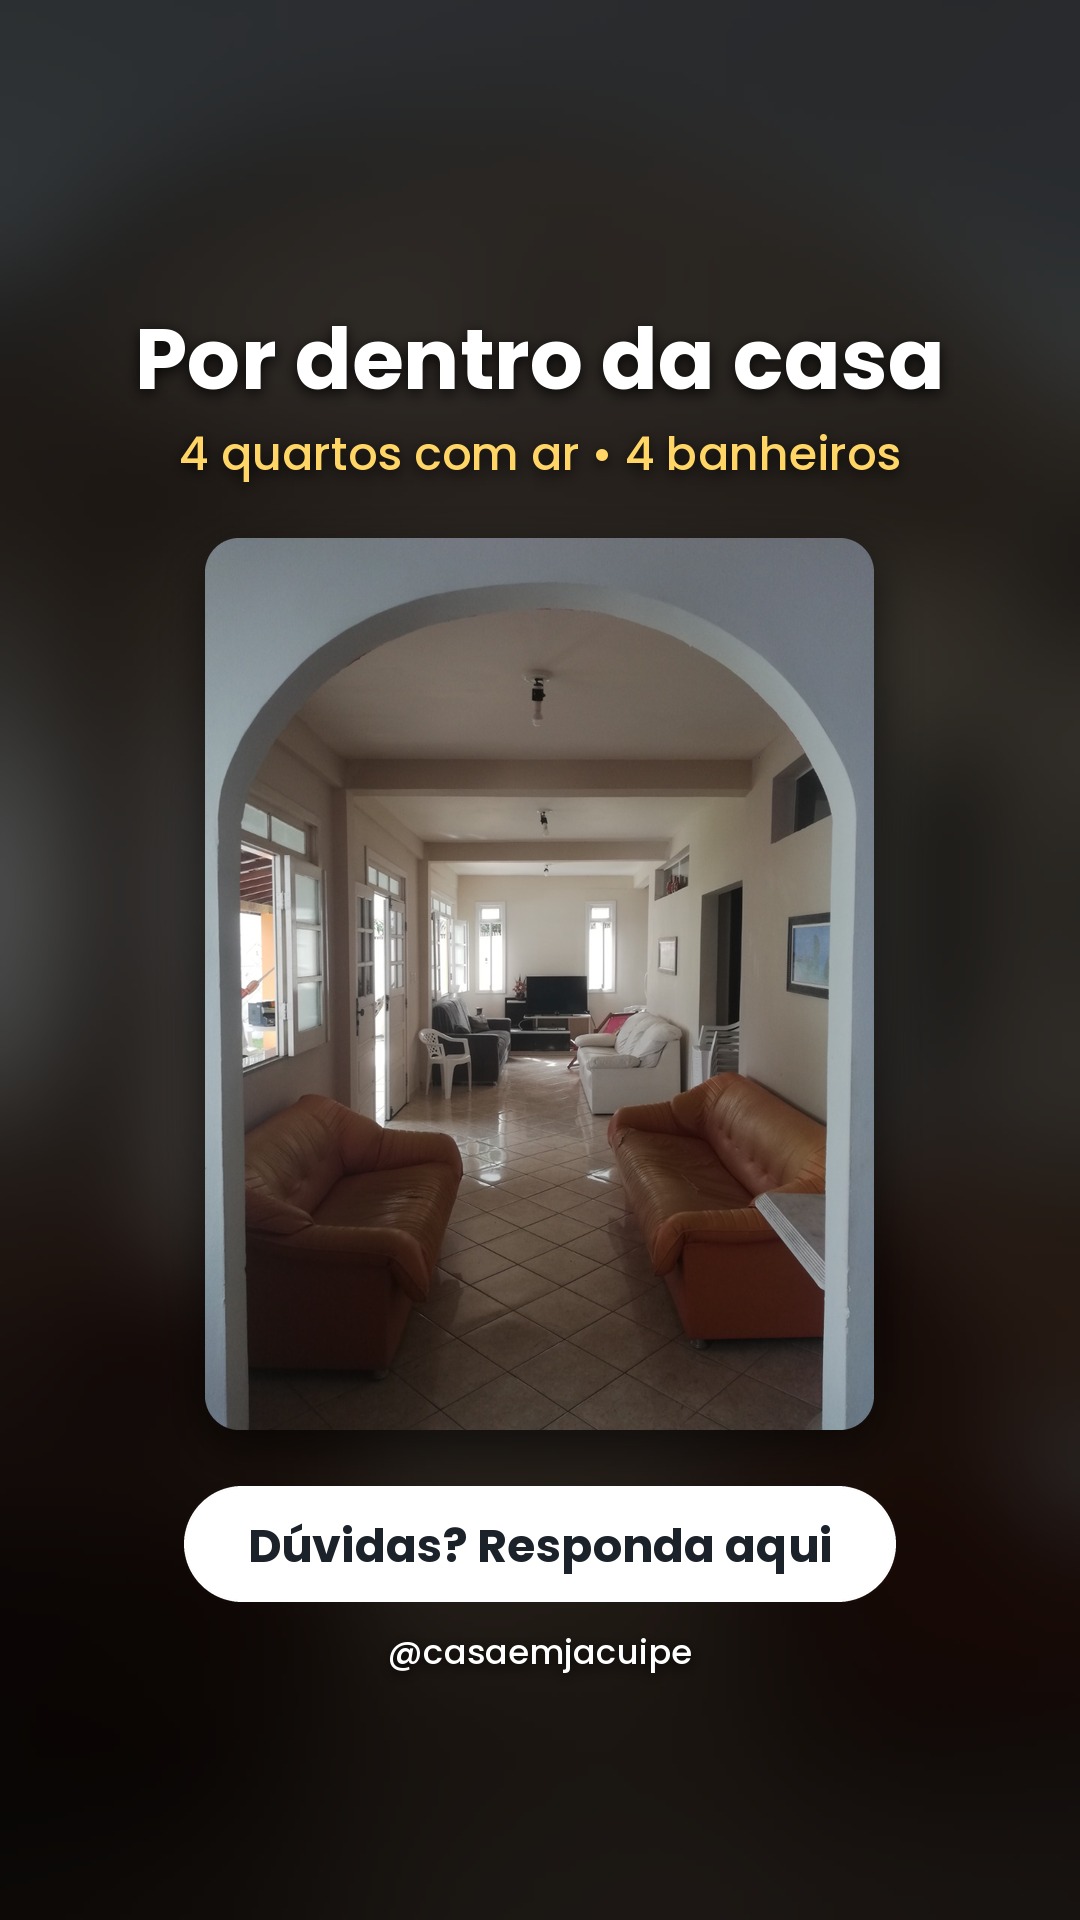 Por dentro da casa
4 quartos com ar • 4 banheiros
Dúvidas? Responda aqui
@casaemjacuipe